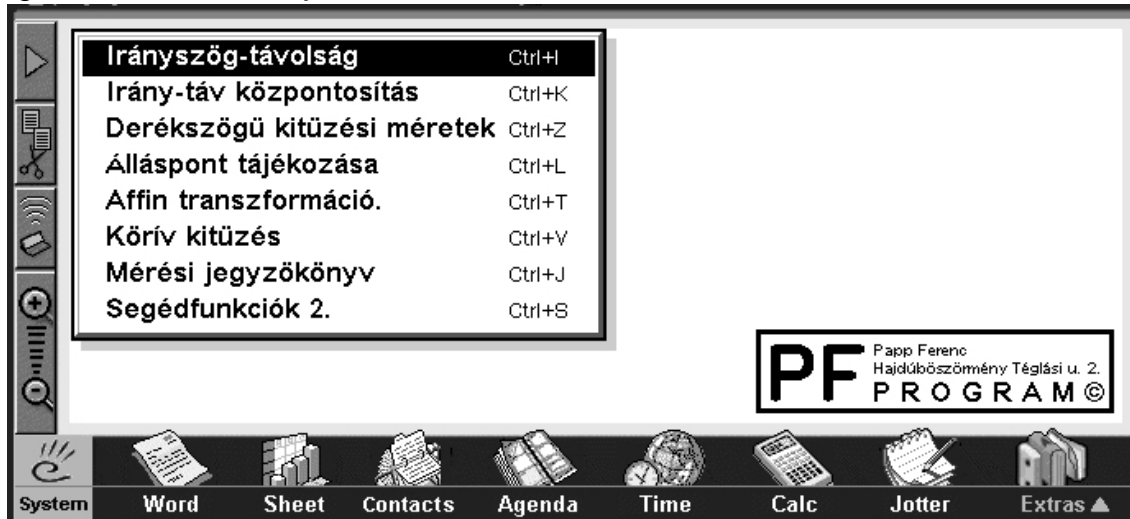 Irányszög-távolság Ctrl+I
Irány-táv központosítás Ctrl+K
Derékszögü kitüzési méretek Ctrl+Z
Álláspont tájékozása Ctrl+L
Affin transzformáció. Ctrl+T
Körív kitüzés Ctrl+V
Mérési jegyzökönyv Ctrl+J
Segédfunkciók 2. Ctrl+S
PF
Papp Ferenc
Hajdúböszörmény Téglási u. 2.
PROGRAM©
System Word Sheet Contacts Agenda Time Calc Jotter Extras ▲